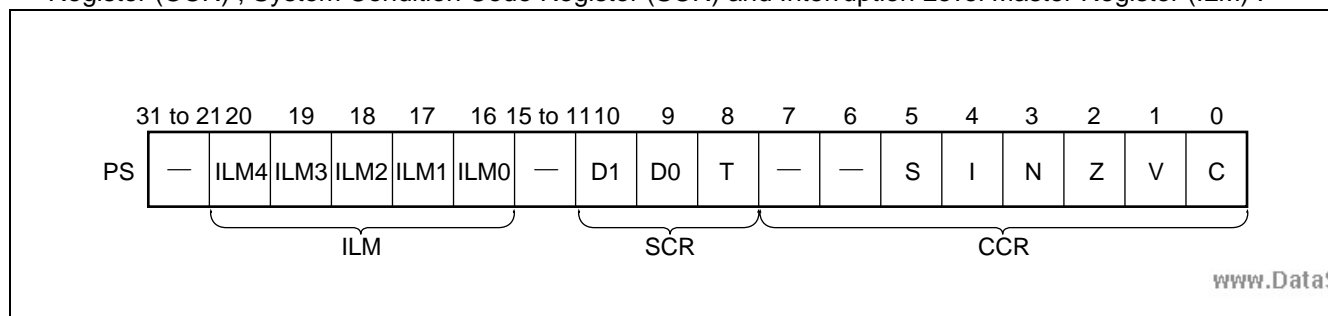 Register (CCR) , System Condition Code Register (SCR) and Interruption Level Master Register (ILM) .
31 to 21 20 19 18 17 16 15 to 11 10 9 8 7 6 5 4 3 2 1 0
PS — ILM4 ILM3 ILM2 ILM1 ILM0 — D1 D0 T — — S I N Z V C
ILM SCR CCR
www.DataS